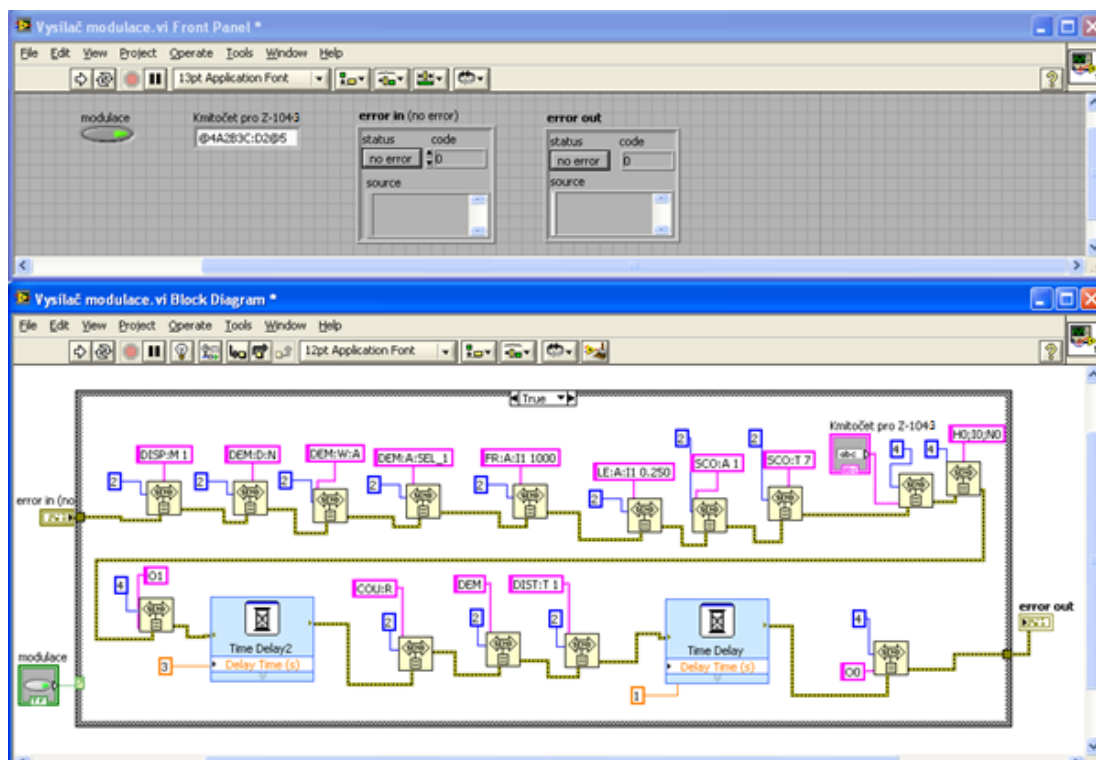 Vysílač modulace.vi Front Panel *
File Edit View Project Operate Tools Window Help
13pt Application Font
modulace
Kmitočet pro Z-1043
@4A2B3C:D2@5
error in (no error)
status code
no error 0
source
error out
status code
no error 0
source
Vysílač modulace.vi Block Diagram *
File Edit View Project Operate Tools Window Help
12pt Application Font
True
DISP:M 1
DEM:D:N
DEM:W:A
DEM:A:SEL_1
FR:A:I1 1000
LE:A:I1 0.250
SCO:A 1
SCO:T 7
Kmitočet pro Z-1043
abc
H0;I0;N0
2 2 2 2 2 2 2 2 4 4
error in (no
O1
4
Time Delay2
Delay Time (s)
3
COU:R
2
DEM
2
DIST:T 1
2
Time Delay
Delay Time (s)
1
4
O0
error out
modulace
TF